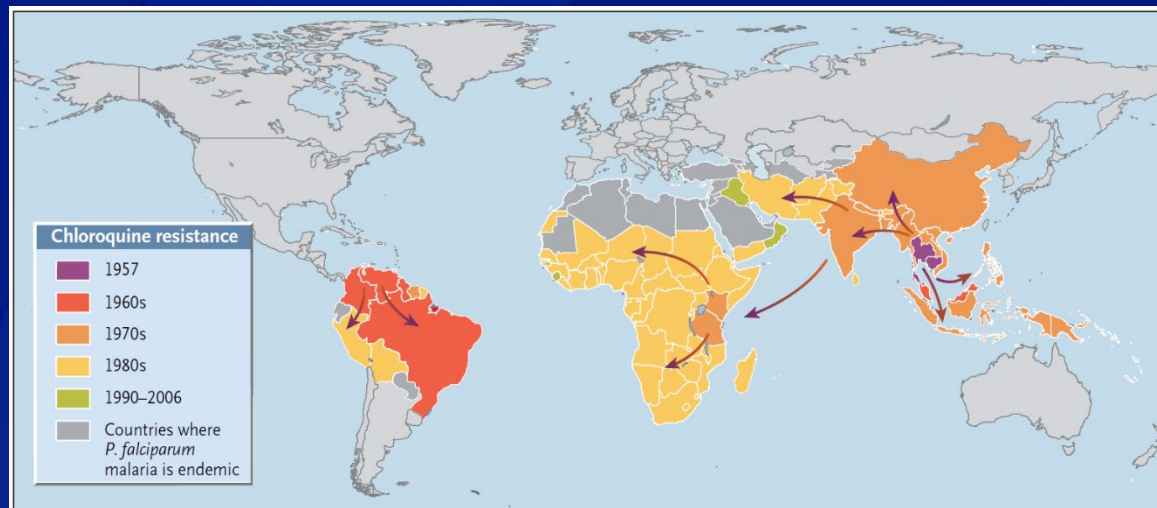 Chloroquine resistance
1957
1960s
1970s
1980s
1990–2006
Countries where
P. falciparum
malaria is endemic